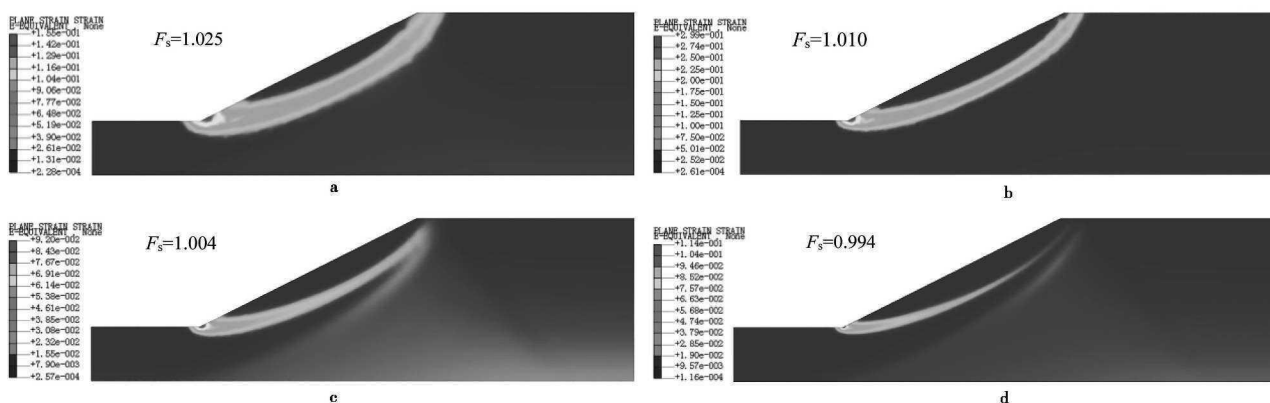 PLANE STRAIN STRAIN
E-EQUIVALENT , None
+1.55e-001
+1.42e-001
+1.29e-001
+1.16e-001
+1.04e-001
+9.06e-002
+7.77e-002
+6.48e-002
+5.19e-002
+3.90e-002
+2.61e-002
+1.31e-002
+2.28e-004
Fs=1.025
a
PLANE STRAIN STRAIN
E-EQUIVALENT , None
+2.99e-001
+2.74e-001
+2.50e-001
+2.25e-001
+2.00e-001
+1.75e-001
+1.50e-001
+1.25e-001
+1.00e-001
+7.50e-002
+5.01e-002
+2.52e-002
+2.61e-004
Fs=1.010
b
PLANE STRAIN STRAIN
E-EQUIVALENT , None
+9.20e-002
+8.43e-002
+7.67e-002
+6.91e-002
+6.14e-002
+5.38e-002
+4.61e-002
+3.85e-002
+3.08e-002
+2.32e-002
+1.55e-002
+7.90e-003
+2.57e-004
Fs=1.004
c
PLANE STRAIN STRAIN
E-EQUIVALENT , None
+1.14e-001
+1.04e-001
+9.46e-002
+8.52e-002
+7.57e-002
+6.63e-002
+5.68e-002
+4.74e-002
+3.79e-002
+2.85e-002
+1.90e-002
+9.57e-003
+1.16e-004
Fs=0.994
d